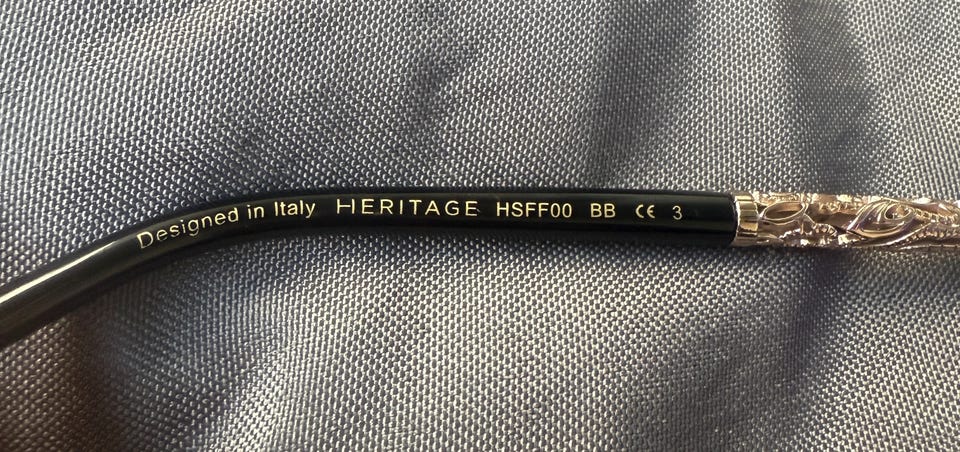 Designed in Italy HERITAGE HSFF00 BB CE 3